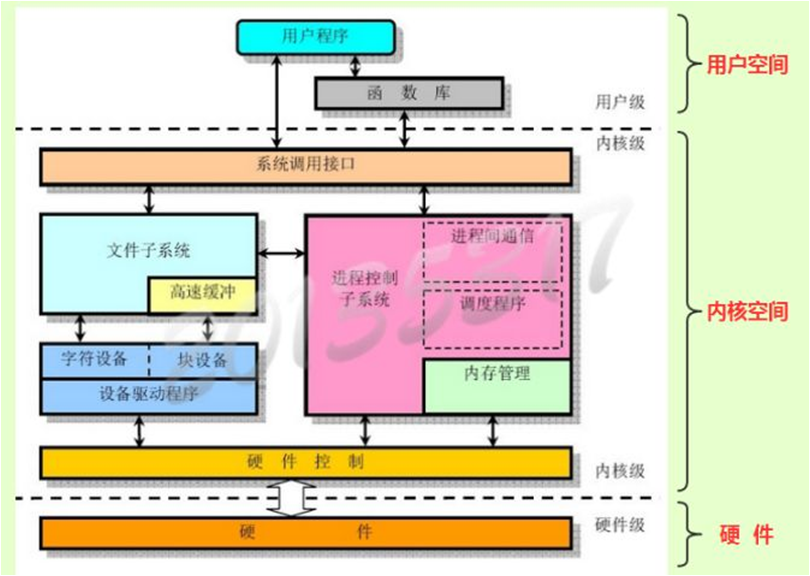 用户程序
函 数 库
用户级
用户空间
内核级
系统调用接口
文件子系统
高速缓冲
进程控制
子系统
进程间通信
调度程序
内存管理
内核空间
字符设备
块设备
设备驱动程序
硬 件 控 制
内核级
硬件级
硬 件
硬 件
20135217